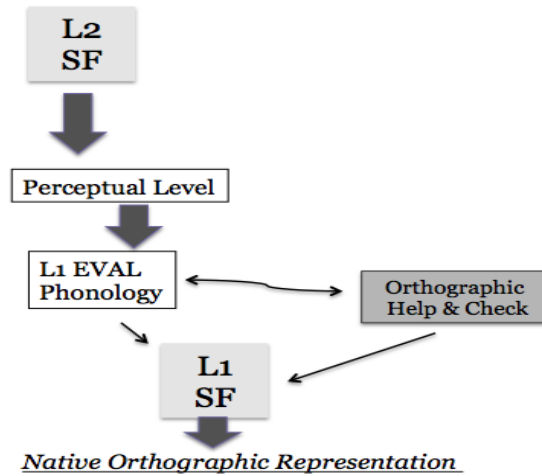 L2
SF
Perceptual Level
L1 EVAL
Phonology
Orthographic
Help & Check
L1
SF
Native Orthographic Representation